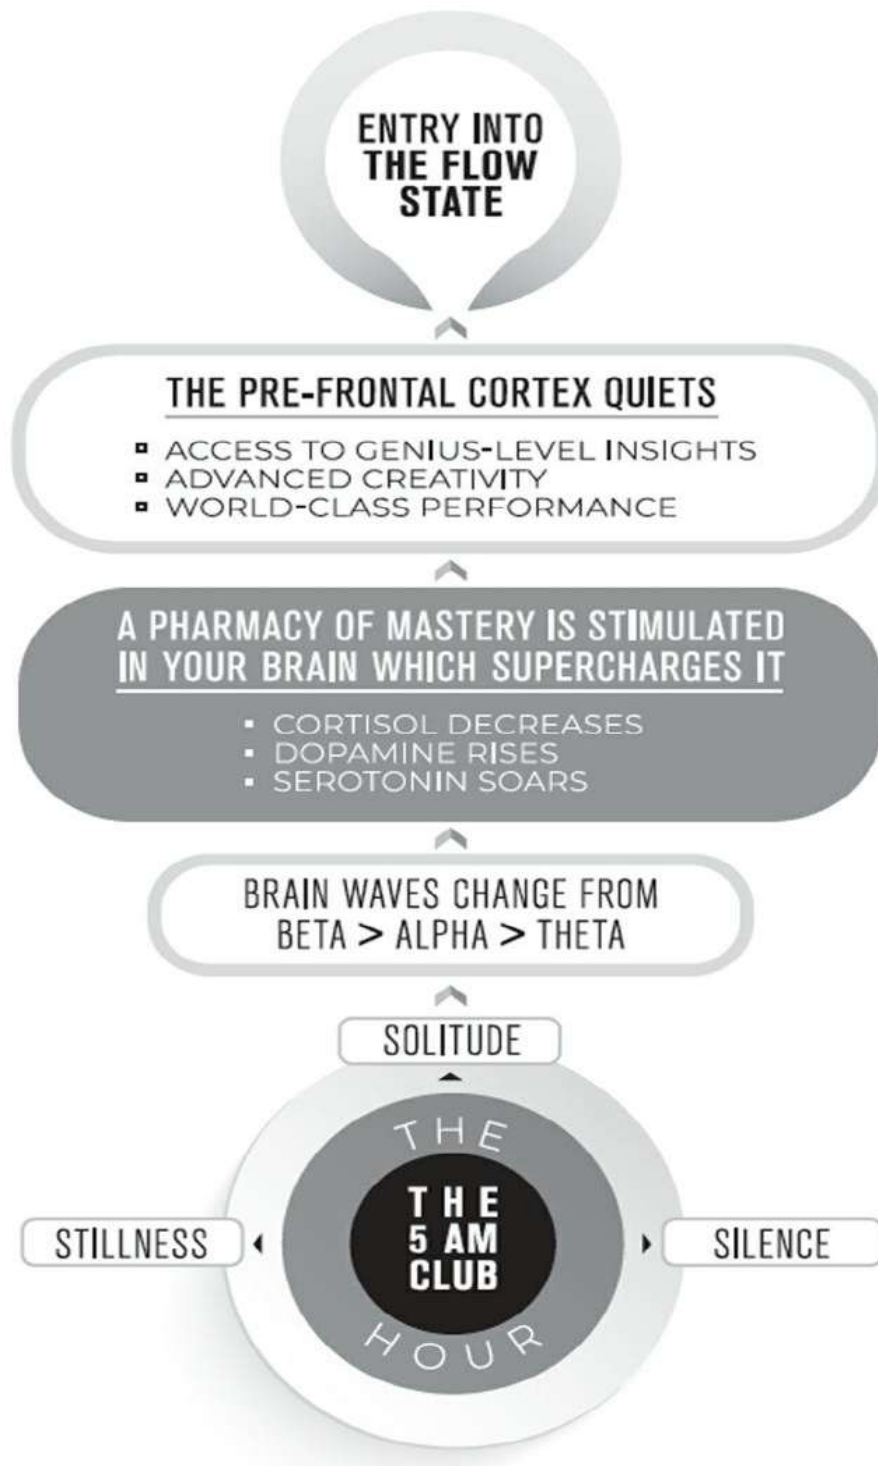 ENTRY INTO
THE FLOW
STATE
THE PRE-FRONTAL CORTEX QUIETS
▫ ACCESS TO GENIUS-LEVEL INSIGHTS
▫ ADVANCED CREATIVITY
▫ WORLD-CLASS PERFORMANCE
A PHARMACY OF MASTERY IS STIMULATED
IN YOUR BRAIN WHICH SUPERCHARGES IT
▪ CORTISOL DECREASES
▪ DOPAMINE RISES
▪ SEROTONIN SOARS
BRAIN WAVES CHANGE FROM
BETA > ALPHA > THETA
SOLITUDE
THE
STILLNESS
THE
5 AM
CLUB
SILENCE
HOUR